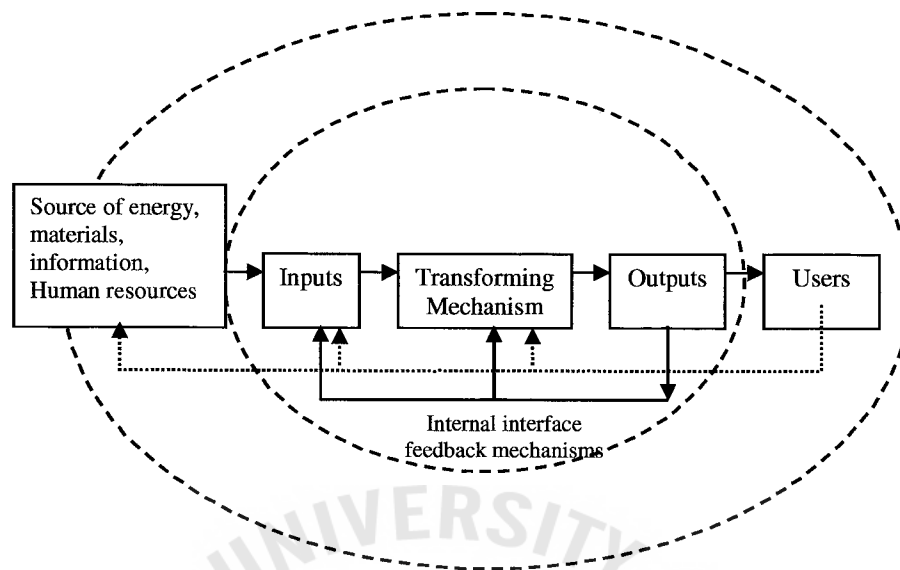 Source of energy,
materials,
information,
Human resources
Inputs
Transforming
Mechanism
Outputs
Users
Internal interface
feedback mechanisms
UNIVERSITY